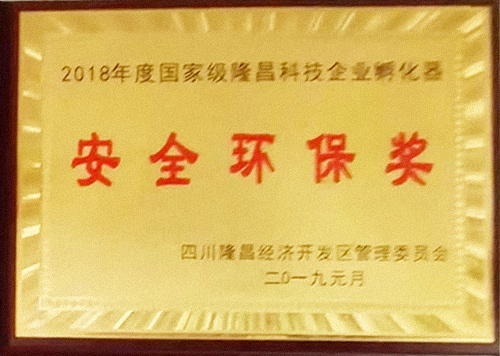 2018年度国家级隆昌科技企业孵化器
安全环保奖
四川隆昌经济开发区管理委员会
二0一九元月